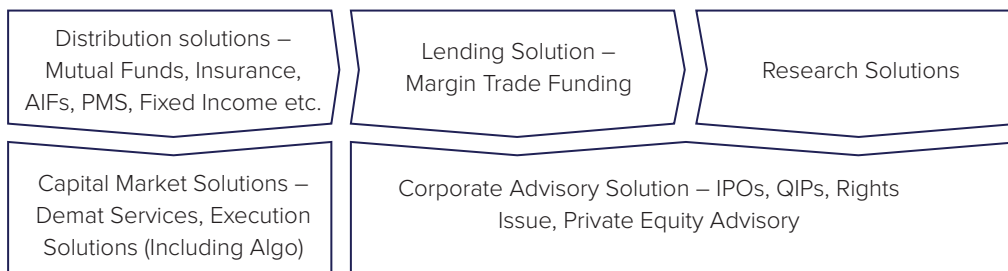 Distribution solutions –
Mutual Funds, Insurance,
AIFs, PMS, Fixed Income etc.
Lending Solution –
Margin Trade Funding
Research Solutions
Capital Market Solutions –
Demat Services, Execution
Solutions (Including Algo)
Corporate Advisory Solution – IPOs, QIPs, Rights
Issue, Private Equity Advisory